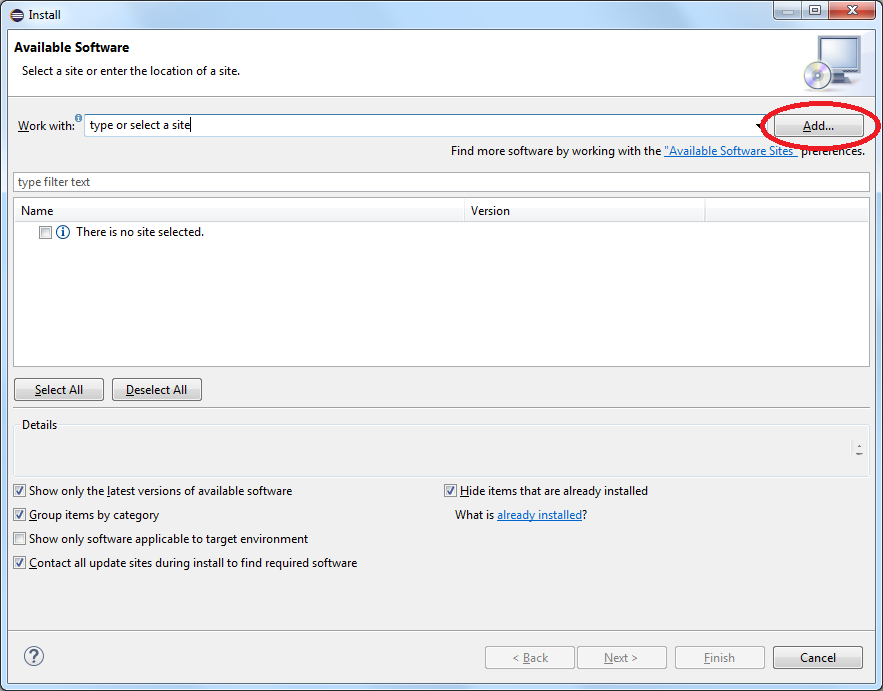 Install
Available Software
Select a site or enter the location of a site.
Work with:
type or select a site
Add...
Find more software by working with the "Available Software Sites" preferences.
type filter text
Name Version
There is no site selected.
Select All Deselect All
Details
Show only the latest versions of available software
Hide items that are already installed
Group items by category
What is already installed?
Show only software applicable to target environment
Contact all update sites during install to find required software
< Back Next > Finish Cancel